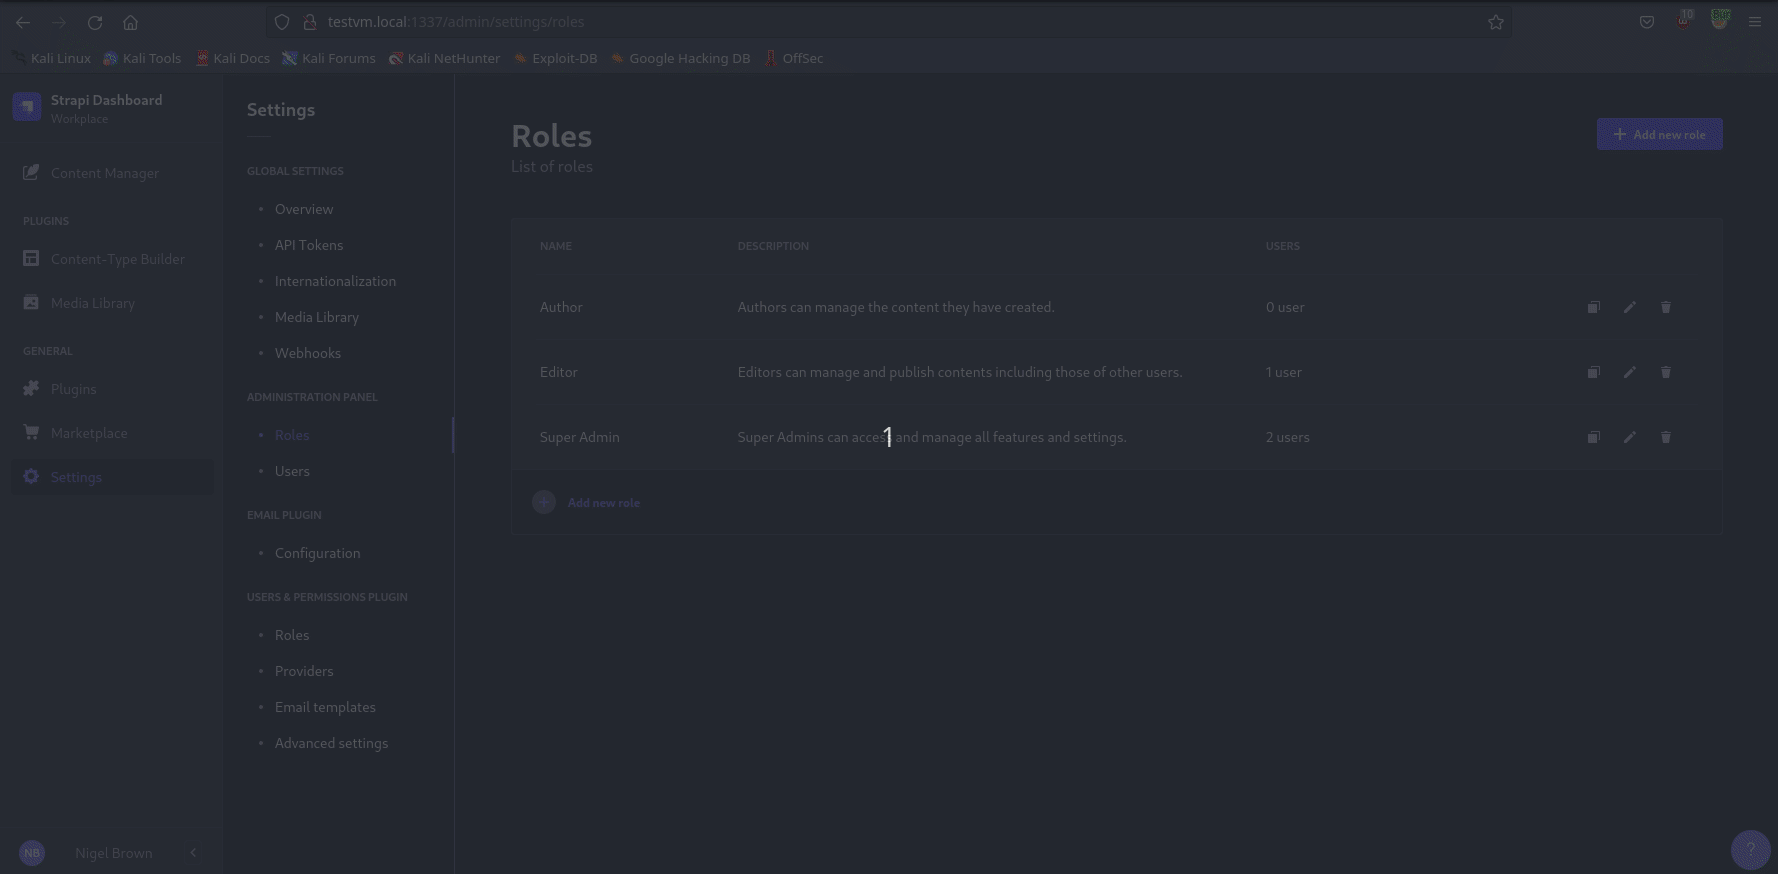 testvm.local:1337/admin/settings/roles
10
Kali Linux Kali Tools Kali Docs Kali Forums Kali NetHunter Exploit-DB Google Hacking DB OffSec
Strapi Dashboard
Workplace
Content Manager
PLUGINS
Content-Type Builder
Media Library
GENERAL
Plugins
Marketplace
Settings
NB Nigel Brown
Settings
GLOBAL SETTINGS
Overview
API Tokens
Internationalization
Media Library
Webhooks
ADMINISTRATION PANEL
Roles
Users
EMAIL PLUGIN
Configuration
USERS & PERMISSIONS PLUGIN
Roles
Providers
Email templates
Advanced settings
Roles
List of roles
Add new role
NAME DESCRIPTION USERS
Author Authors can manage the content they have created. 0 user
Editor Editors can manage and publish contents including those of other users. 1 user
Super Admin Super Admins can access and manage all features and settings. 2 users
1
Add new role
?